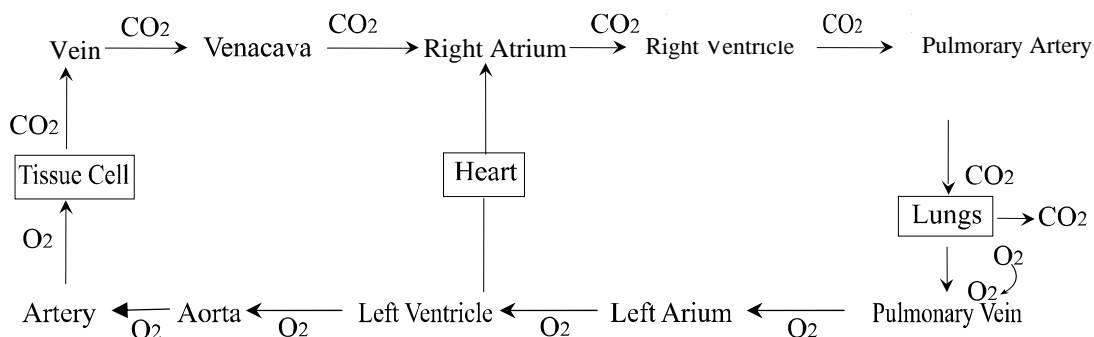 CO2 CO2 CO2 CO2
Vein Venacava Right Atrium Right Ventricle Pulmorary Artery
CO2 CO2
Tissue Cell Heart Lungs CO2
O2 O2
O2
Artery Aorta Left Ventricle Left Arium Pulmonary Vein
O2 O2 O2 O2